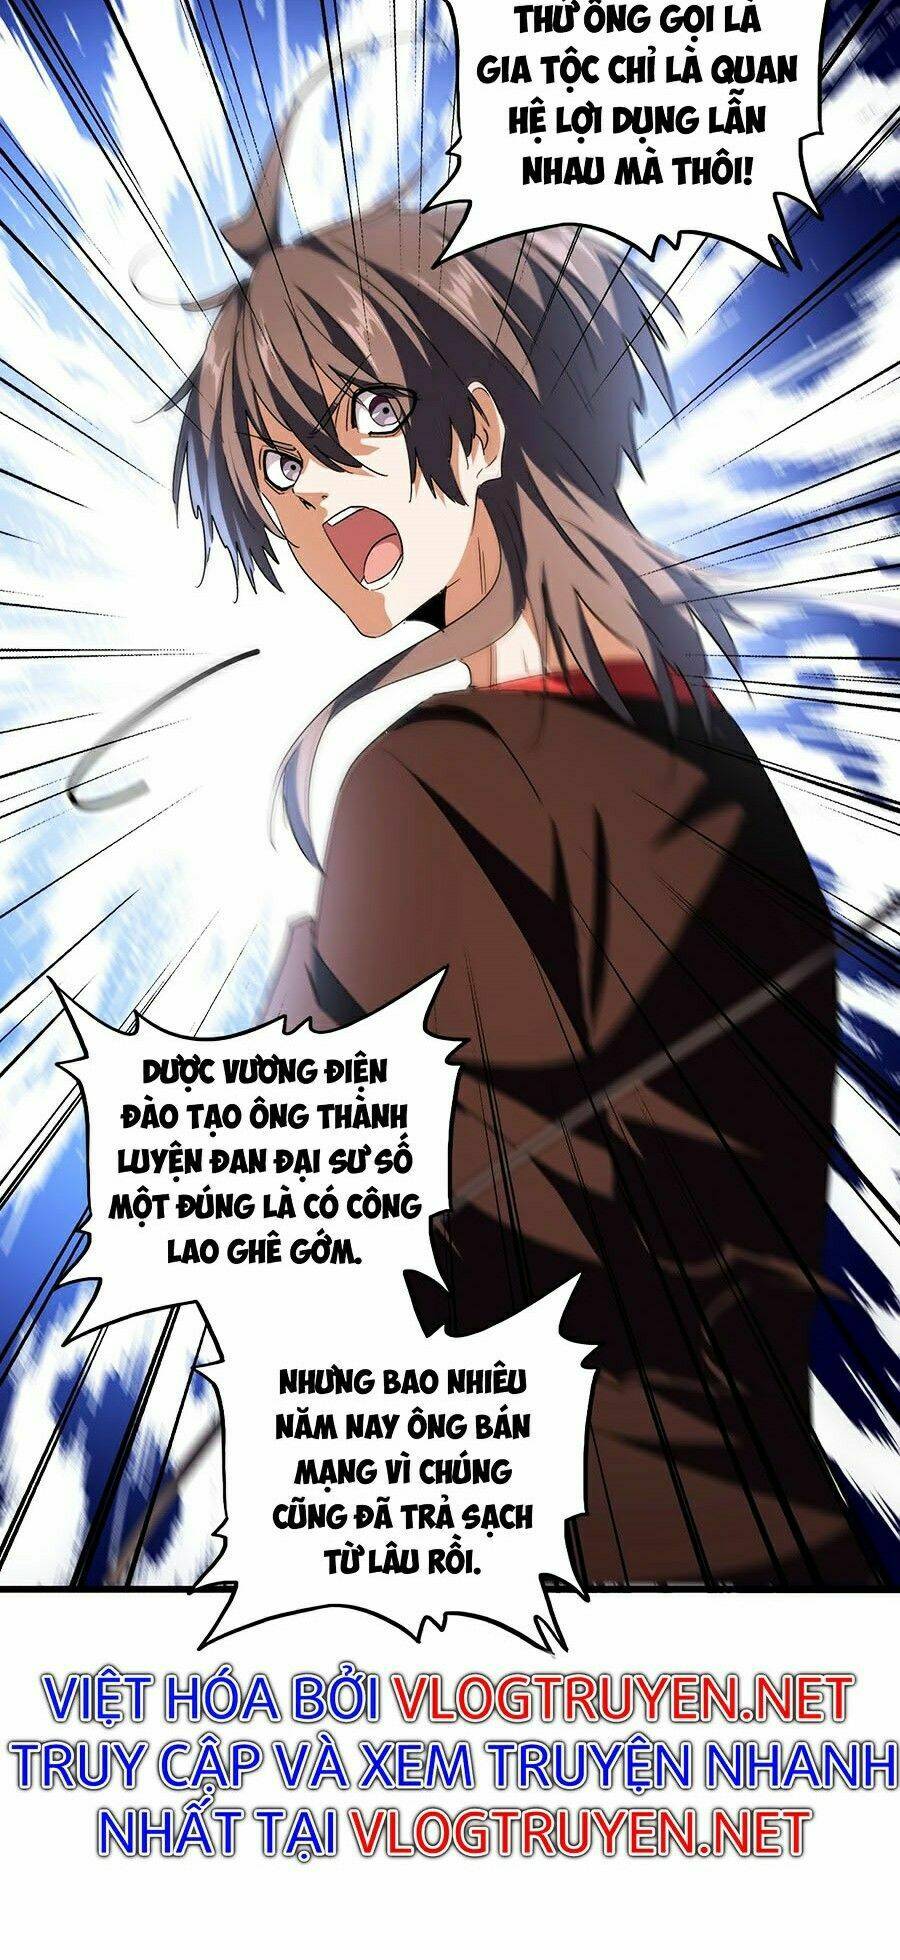 THỨ ÔNG GỌI LÀ
GIA TỘC CHỈ LÀ QUAN
HỆ LỢI DỤNG LẪN
NHAU MÀ THÔI!
DƯỢC VƯƠNG ĐIỆN
ĐÀO TẠO ÔNG THÀNH
LUYỆN ĐAN ĐẠI SƯ SỐ
MỘT ĐÚNG LÀ CÓ CÔNG
LAO GHÊ GỚM.
NHƯNG BAO NHIÊU
NĂM NAY ÔNG BÁN
MẠNG VÌ CHÚNG
CŨNG ĐÃ TRẢ SẠCH
TỪ LÂU RỒI.
VIỆT HÓA BỞI VLOGTRUYEN.NET
TRUY CẬP VÀ XEM TRUYỆN NHANH
NHẤT TẠI VLOGTRUYEN.NET